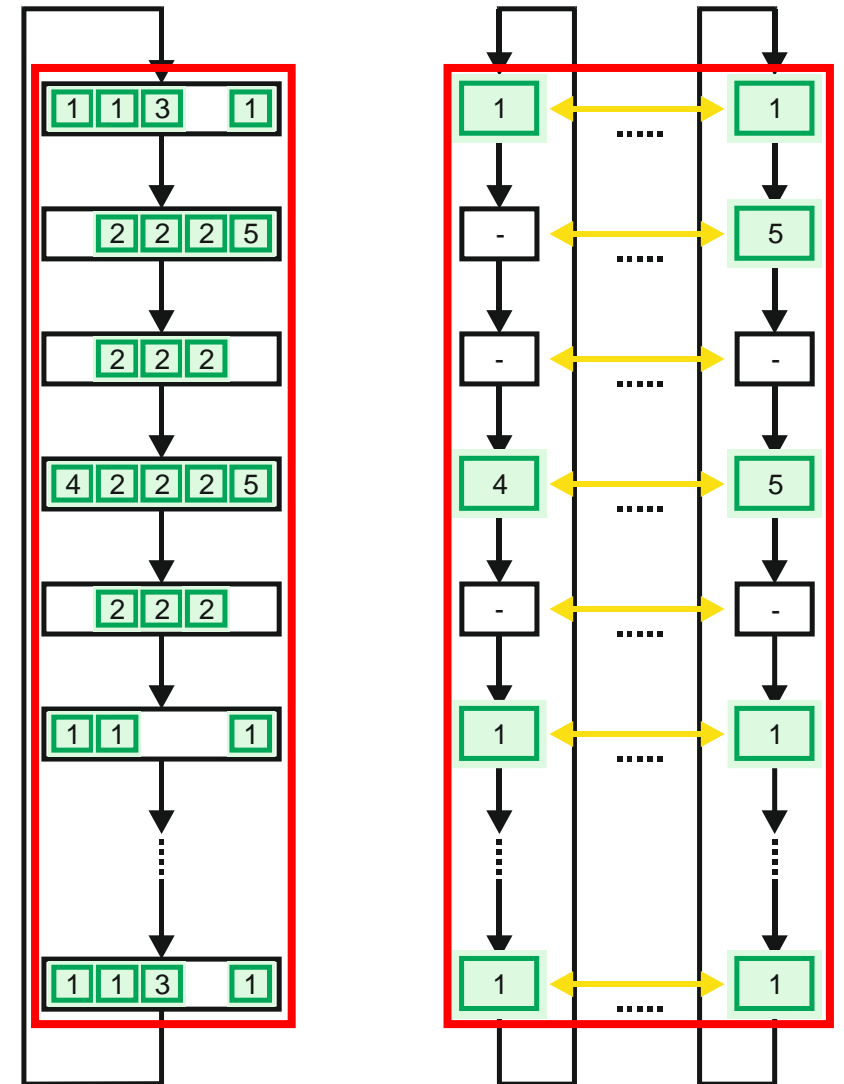 1 1 3 1
2 2 2 5
2 2 2
4 2 2 2 5
2 2 2
1 1 1
1 1 3 1
1 ..... 1
- ..... 5
- ..... -
4 ..... 5
- ..... -
1 ..... 1
1 ..... 1